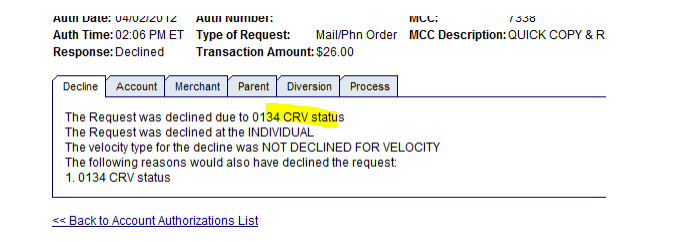 Auth Date: 04/02/2012 Auth Number: MCC: 7338
Auth Time: 02:06 PM ET Type of Request: Mail/Phn Order MCC Description: QUICK COPY & R
Response: Declined Transaction Amount: $26.00
Decline Account Merchant Parent Diversion Process
The Request was declined due to 0134 CRV status
The Request was declined at the INDIVIDUAL
The velocity type for the decline was NOT DECLINED FOR VELOCITY
The following reasons would also have declined the request:
1. 0134 CRV status
<< Back to Account Authorizations List